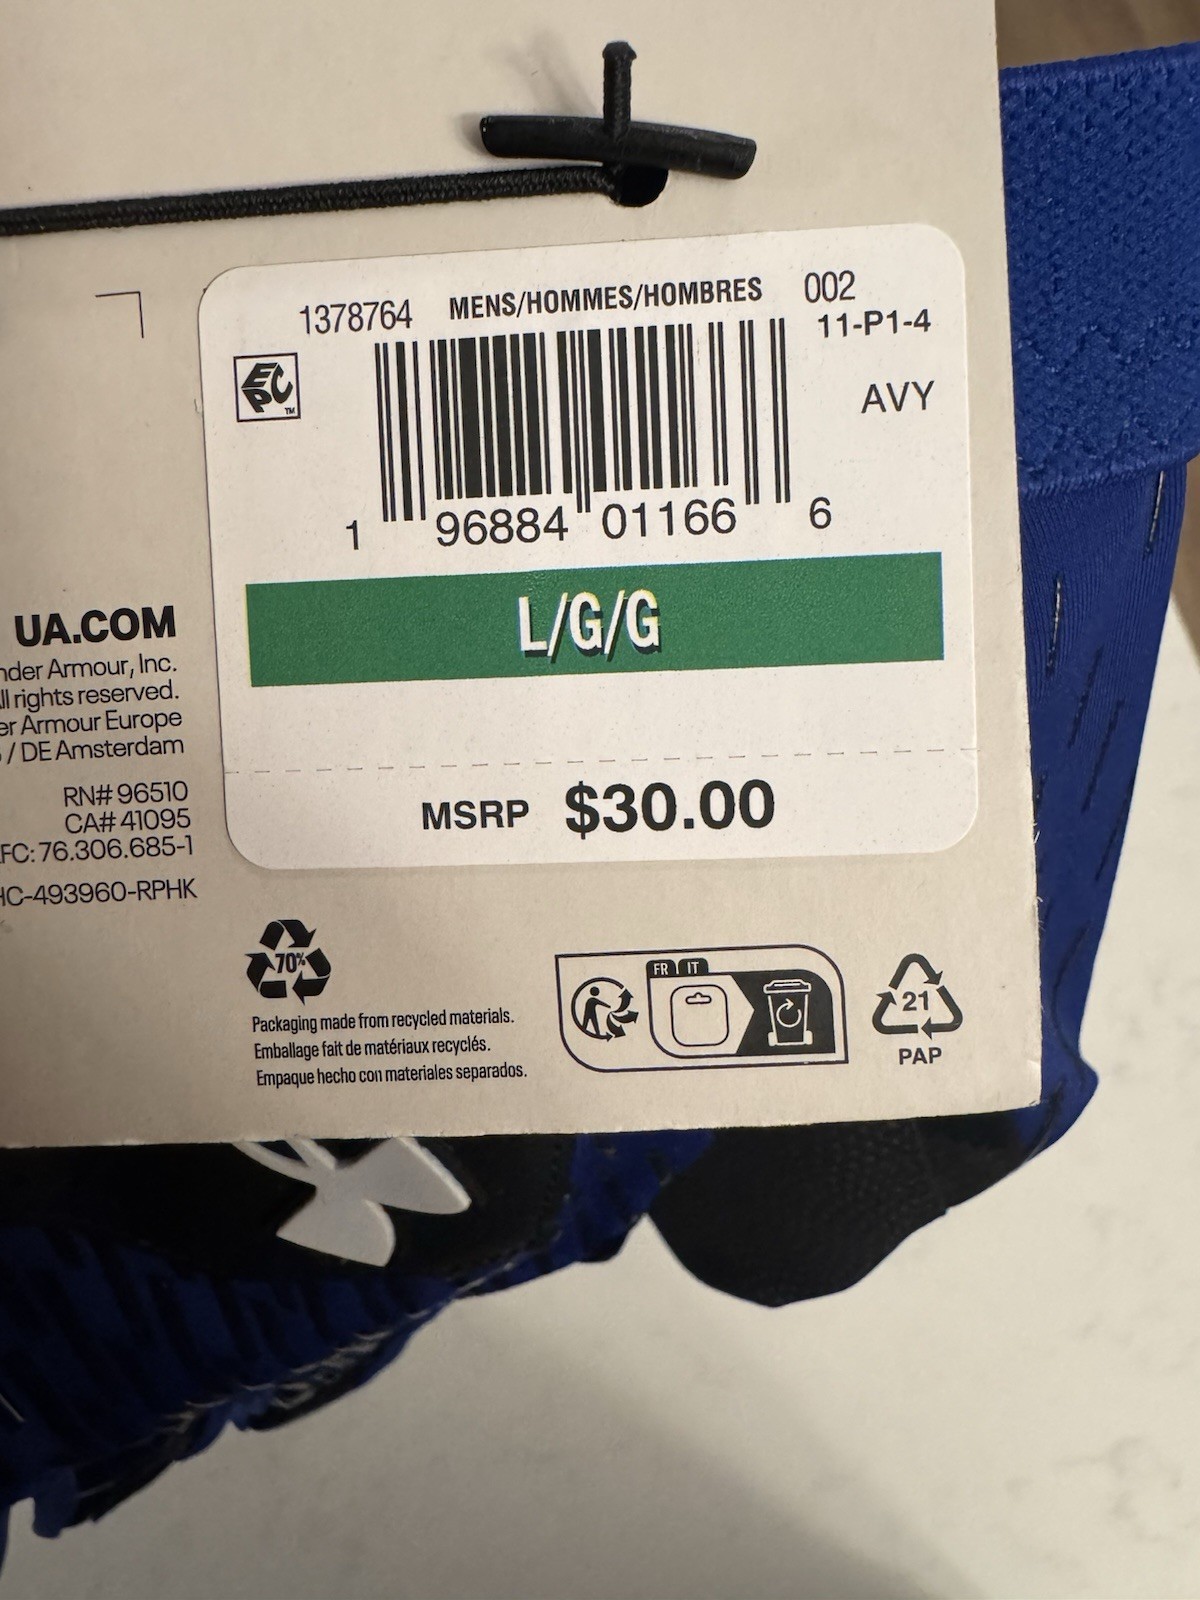 1378764 MENS/HOMMES/HOMBRES 002
11-P1-4
EPC TM
AVY
1 96884 01166 6
L/G/G
MSRP $30.00
UA.COM
nder Armour, Inc.
ll rights reserved.
er Armour Europe
/ DE Amsterdam
RN# 96510
CA# 41095
FC: 76.306.685-1
HC-493960-RPHK
70%
Packaging made from recycled materials.
Emballage fait de matériaux recyclés.
Empaque hecho con materiales separados.
FR IT
21
PAP